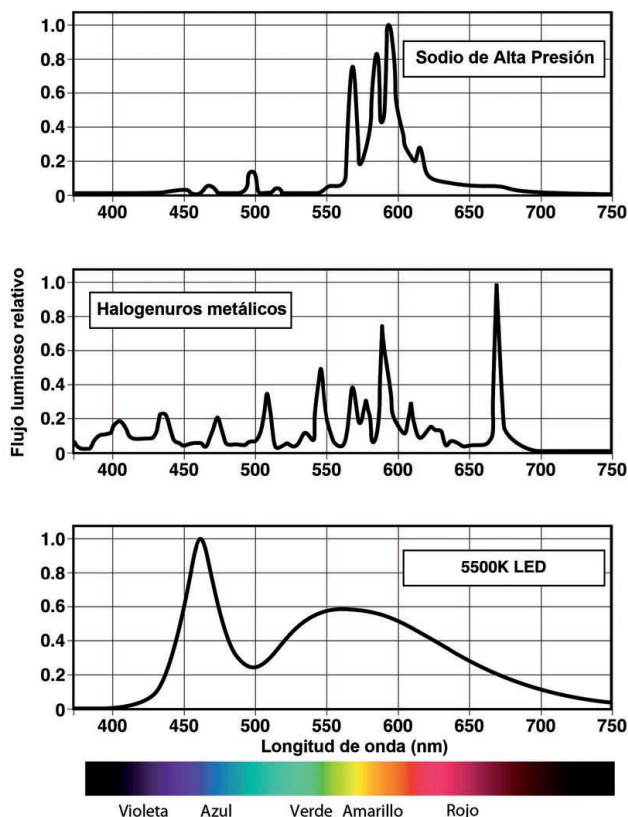 1.0
Sodio de Alta Presión
0.8
0.6
0.4
0.2
0
400 450 500 550 600 650 700 750
Flujo luminoso relativo
1.0
Halogenuros metálicos
0.8
0.6
0.4
0.2
0
400 450 500 550 600 650 700 750
1.0
5500K LED
0.8
0.6
0.4
0.2
0
400 450 500 550 600 650 700 750
Longitud de onda (nm)
Violeta Azul Verde Amarillo Rojo